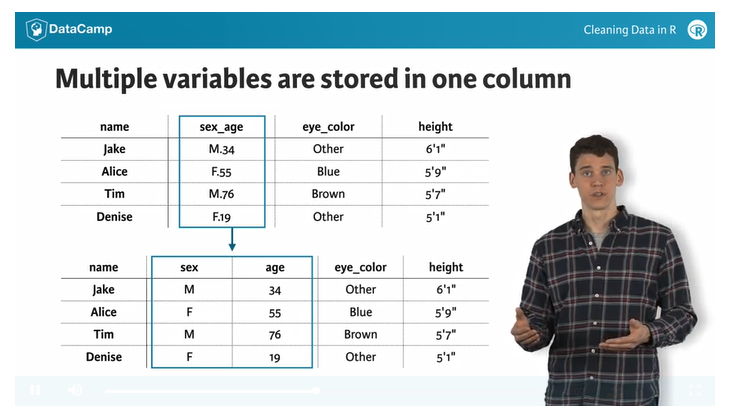 DataCamp
Cleaning Data in R
R
Multiple variables are stored in one column
name sex_age eye_color height
Jake M.34 Other 6'1"
Alice F.55 Blue 5'9"
Tim M.76 Brown 5'7"
Denise F.19 Other 5'1"
name sex age eye_color height
Jake M 34 Other 6'1"
Alice F 55 Blue 5'9"
Tim M 76 Brown 5'7"
Denise F 19 Other 5'1"